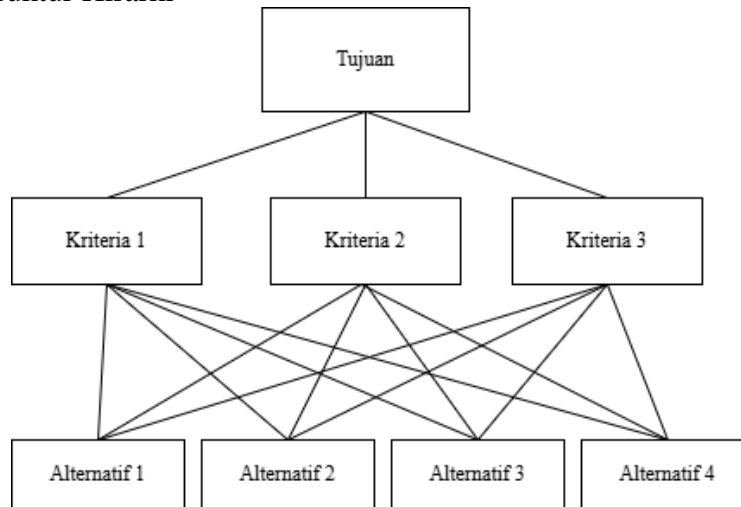 Tujuan
Kriteria 1
Kriteria 2
Kriteria 3
Alternatif 1
Alternatif 2
Alternatif 3
Alternatif 4